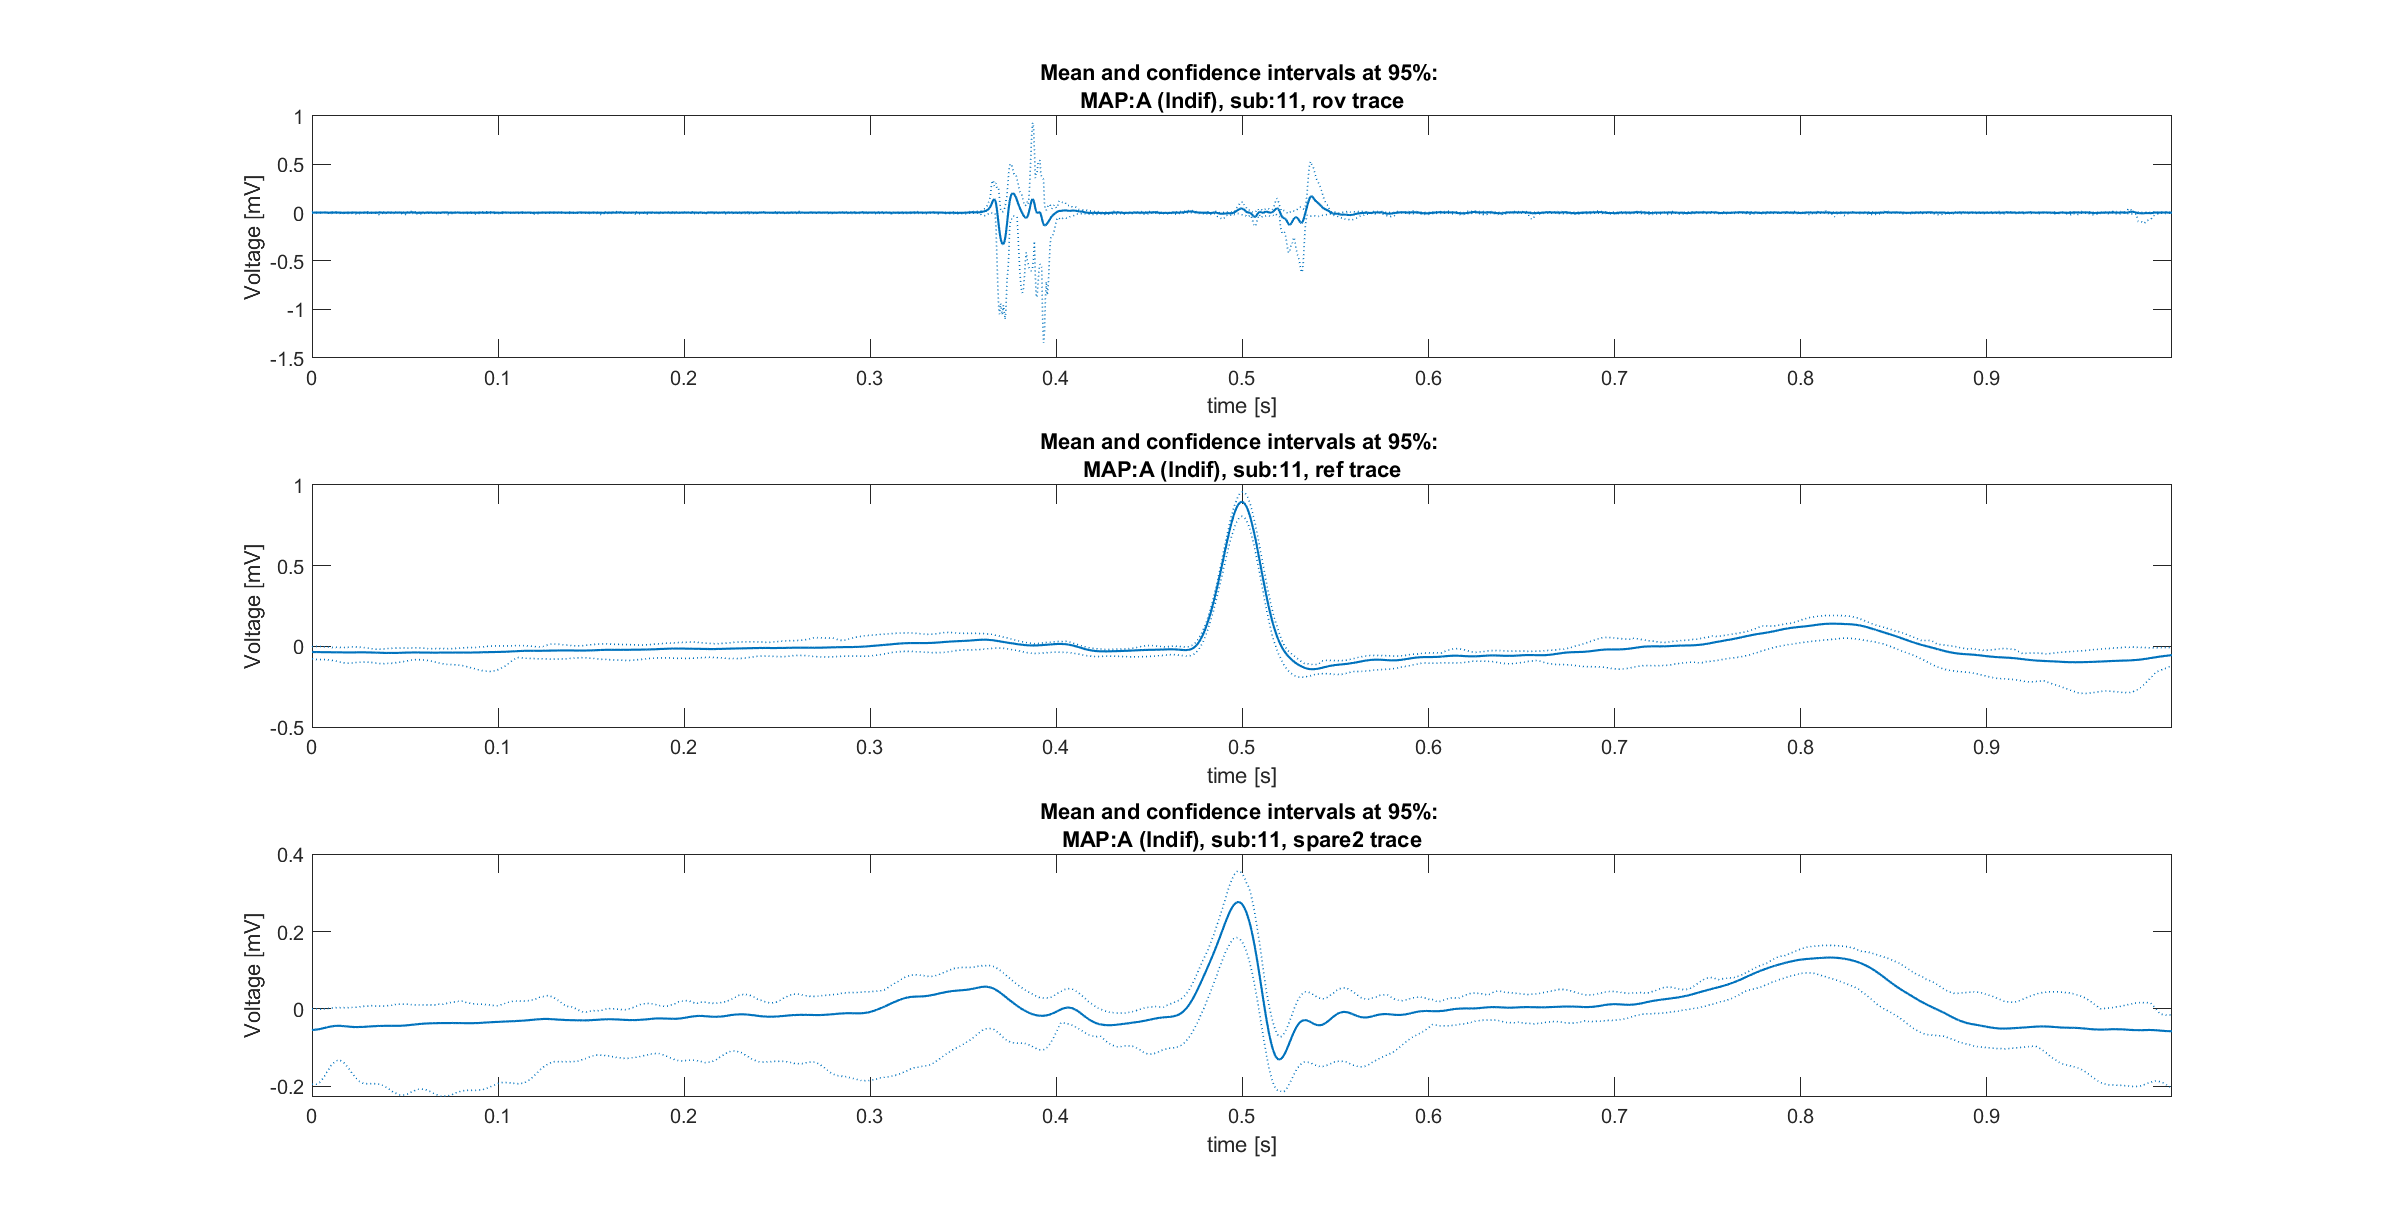 Mean and confidence intervals at 95%:
MAP:A (Indif), sub:11, rov trace
1
0.5
0
-0.5
-1
-1.5
Voltage [mV]
0 0.1 0.2 0.3 0.4 0.5 0.6 0.7 0.8 0.9
time [s]
Mean and confidence intervals at 95%:
MAP:A (Indif), sub:11, ref trace
1
0.5
0
-0.5
Voltage [mV]
0 0.1 0.2 0.3 0.4 0.5 0.6 0.7 0.8 0.9
time [s]
Mean and confidence intervals at 95%:
MAP:A (Indif), sub:11, spare2 trace
0.4
0.2
0
-0.2
Voltage [mV]
0 0.1 0.2 0.3 0.4 0.5 0.6 0.7 0.8 0.9
time [s]